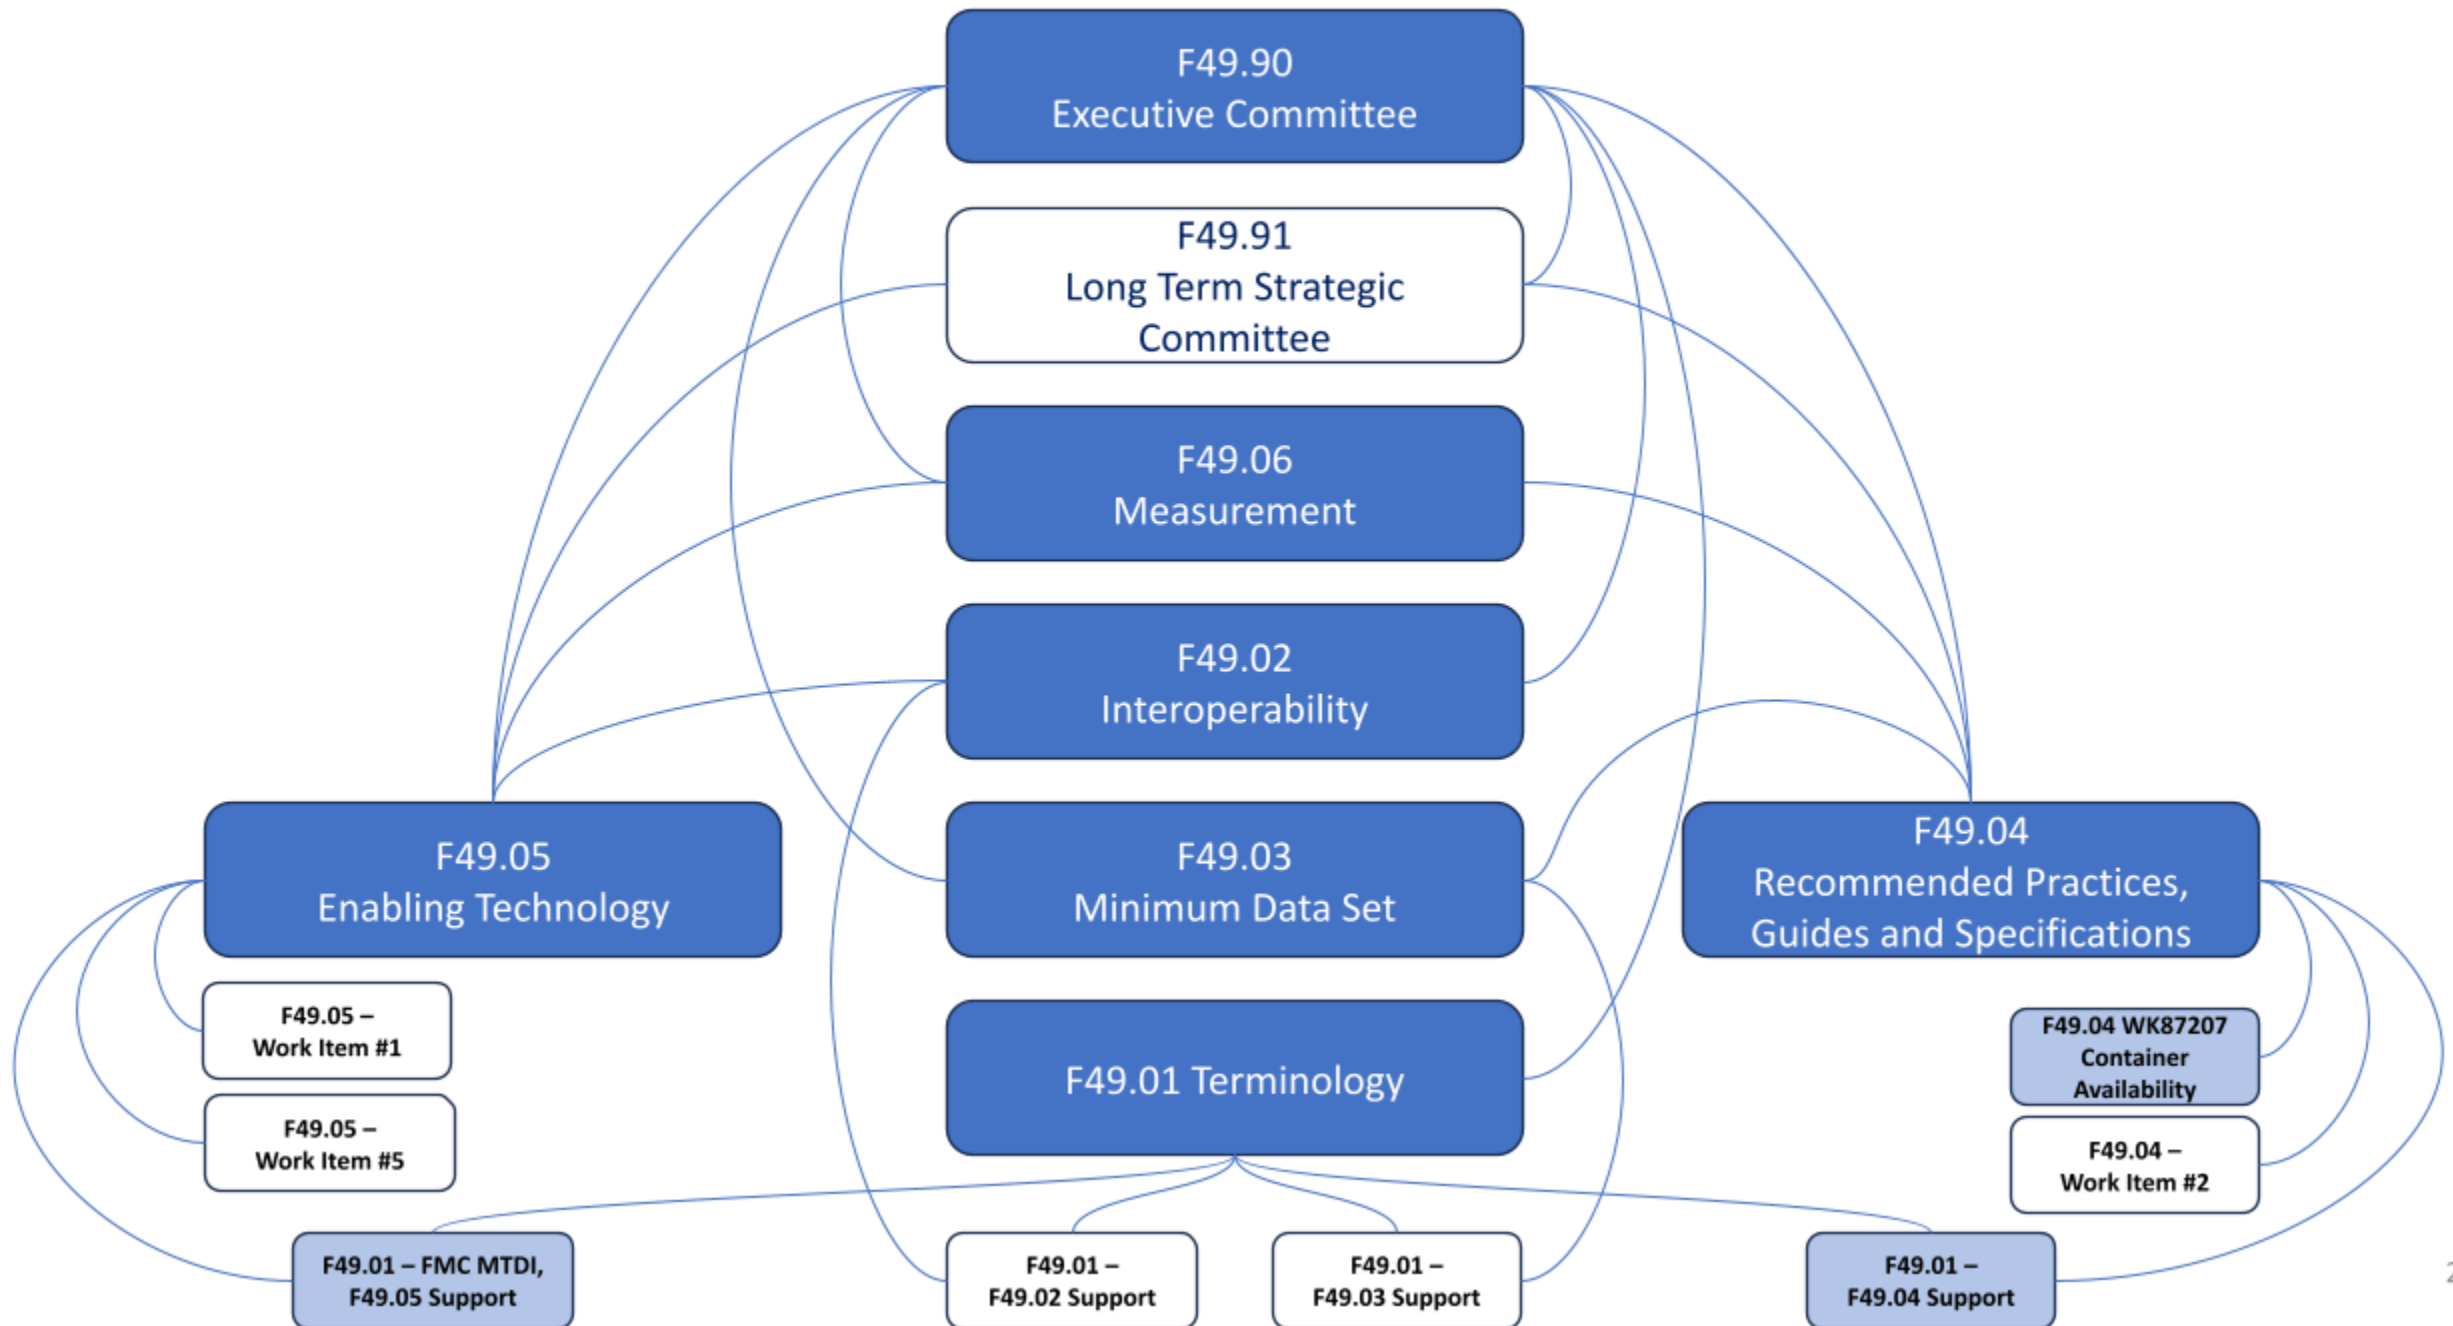 F49.90
Executive Committee
F49.91
Long Term Strategic
Committee
F49.06
Measurement
F49.02
Interoperability
F49.05
Enabling Technology
F49.03
Minimum Data Set
F49.04
Recommended Practices,
Guides and Specifications
F49.05 –
Work Item #1
F49.05 –
Work Item #5
F49.01 Terminology
F49.04 WK87207
Container
Availability
F49.04 –
Work Item #2
F49.01 – FMC MTDI,
F49.05 Support
F49.01 –
F49.02 Support
F49.01 –
F49.03 Support
F49.01 –
F49.04 Support